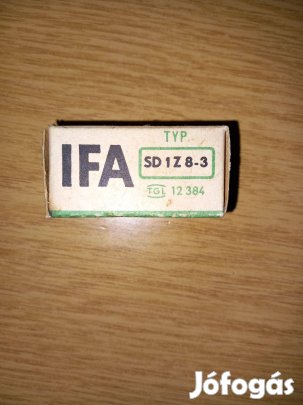 TYP
IFA
SD 1 Z 8-3
TGL 12 384
Jófogás